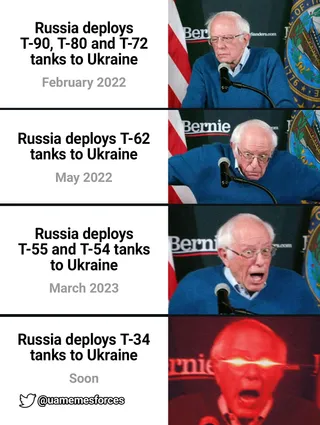 Russia deploys
T-90, T-80 and T-72
tanks to Ukraine
February 2022
Russia deploys T-62
tanks to Ukraine
May 2022
Bernie
Russia deploys
T-55 and T-54 tanks
to Ukraine
March 2023
Berni
Russia deploys T-34
tanks to Ukraine
Soon
rnie
@uamemesforces